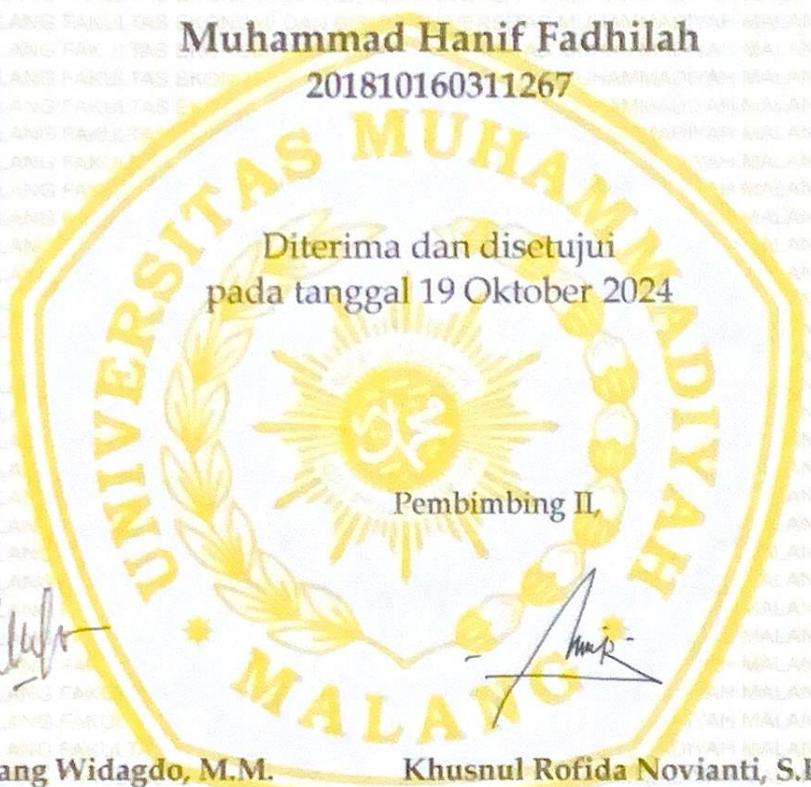 Muhammad Hanif Fadhilah
201810160311267
UNIVERSITAS MUHAMMADIYAH
Diterima dan disetujui
pada tanggal 19 Oktober 2024
Pembimbing II,
MALANG
ang Widagdo, M.M.
Khusnul Rofida Novianti, S.